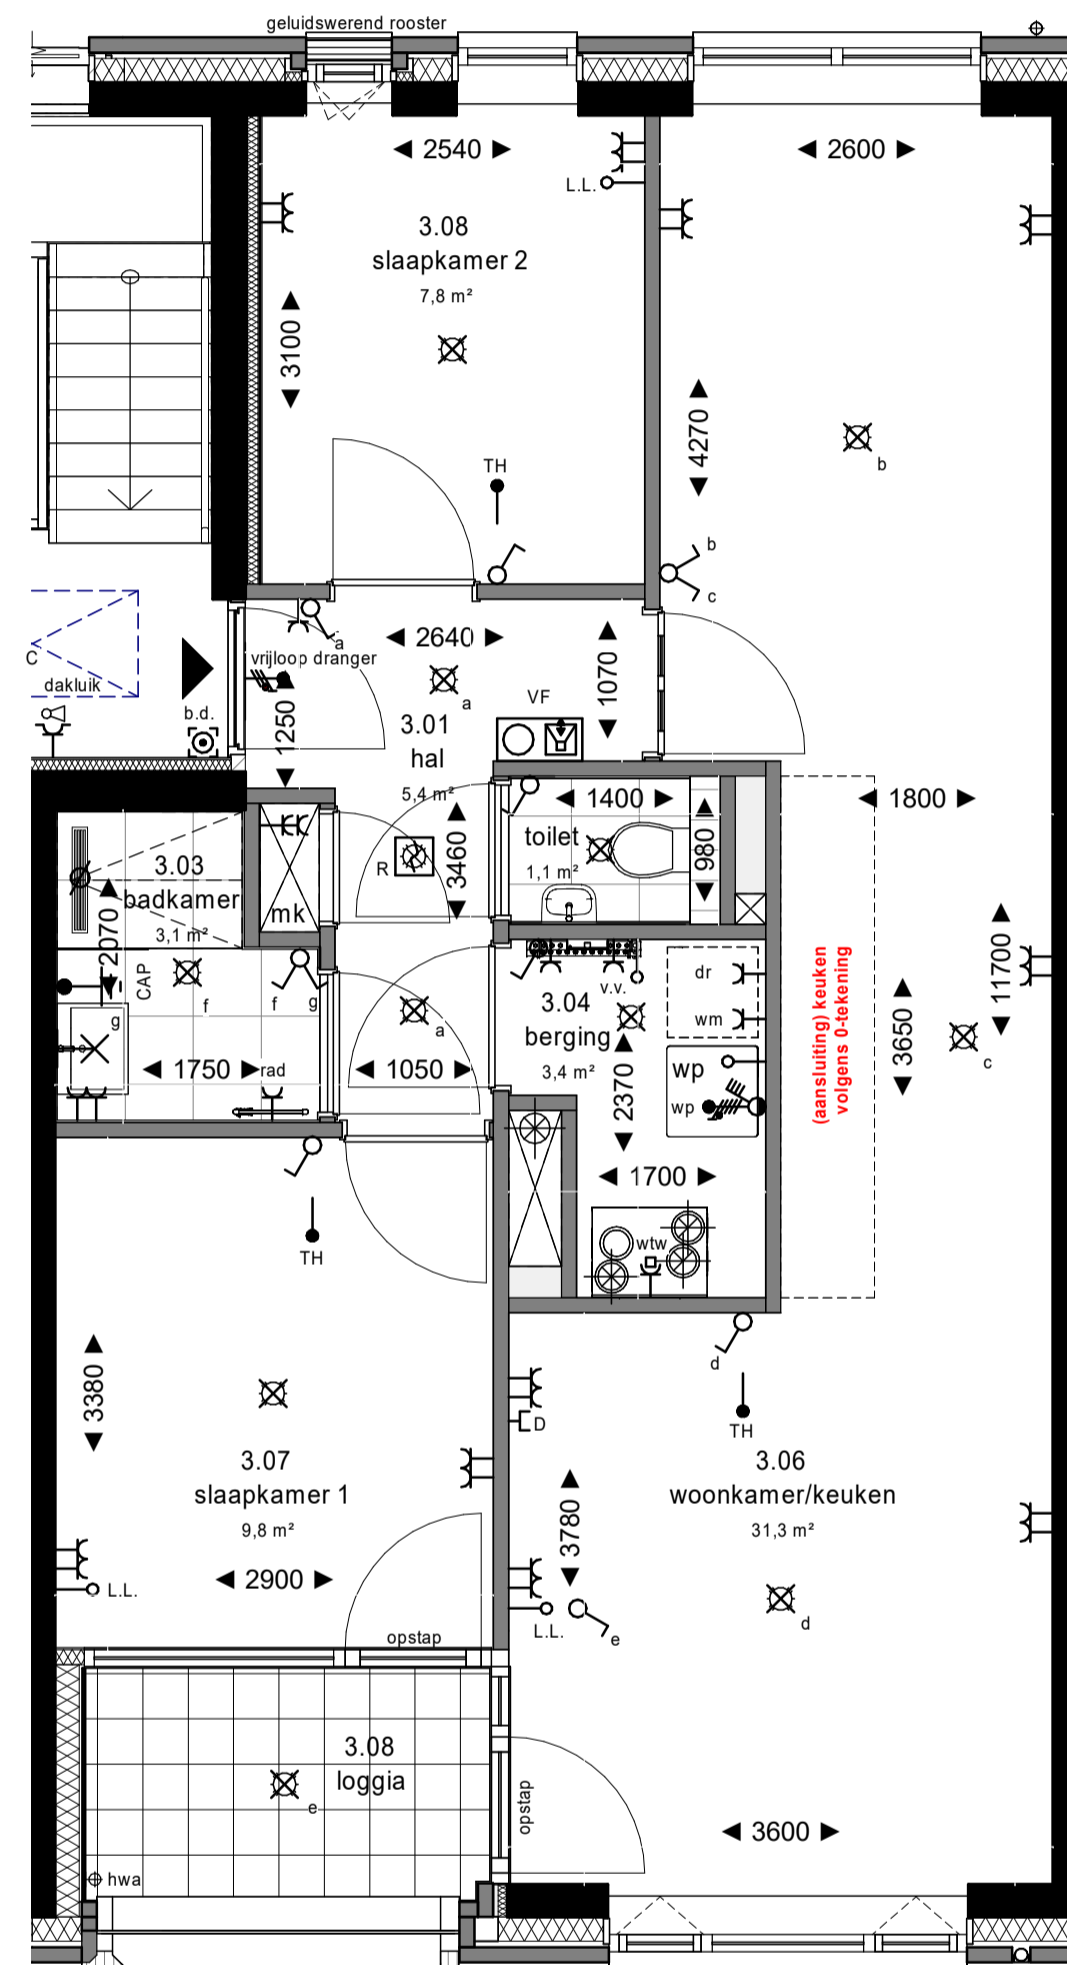 geluidswerend rooster
2540
2600
L.L.
3.08
slaapkamer 2
7,8 m²
3100
4270
b
TH
b
c
C
dakluik
b.d.
a
vrijloop dranger
2640
a
1070
1250
3.01
hal
5,4 m²
VF
1400
1800
toilet
1,1 m²
980
3460
R
3.03
badkamer
3,1 m²
mk
2070
CAP
f
f
g
g
a
v.v.
3.04
berging
3,4 m²
dr
wm
wp
wp
(aansluiting) keuken
volgens 0-tekening
11700
3650
c
1750
rad
1050
2370
1700
wtw
TH
d
TH
3380
D
3.07
slaapkamer 1
9,8 m²
3.06
woonkamer/keuken
31,3 m²
3780
2900
L.L.
L.L.
e
d
opstap
3.08
loggia
e
opstap
3600
hwa